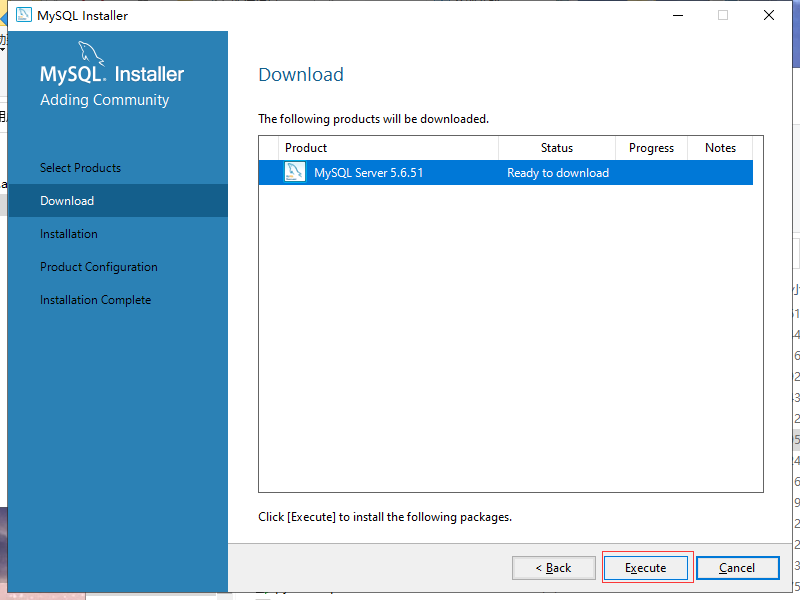 MySQL Installer
MySQL. Installer
Adding Community
Select Products
Download
Installation
Product Configuration
Installation Complete
Download
The following products will be downloaded.
Product Status Progress Notes
MySQL Server 5.6.51 Ready to download
Click [Execute] to install the following packages.
< Back Execute Cancel